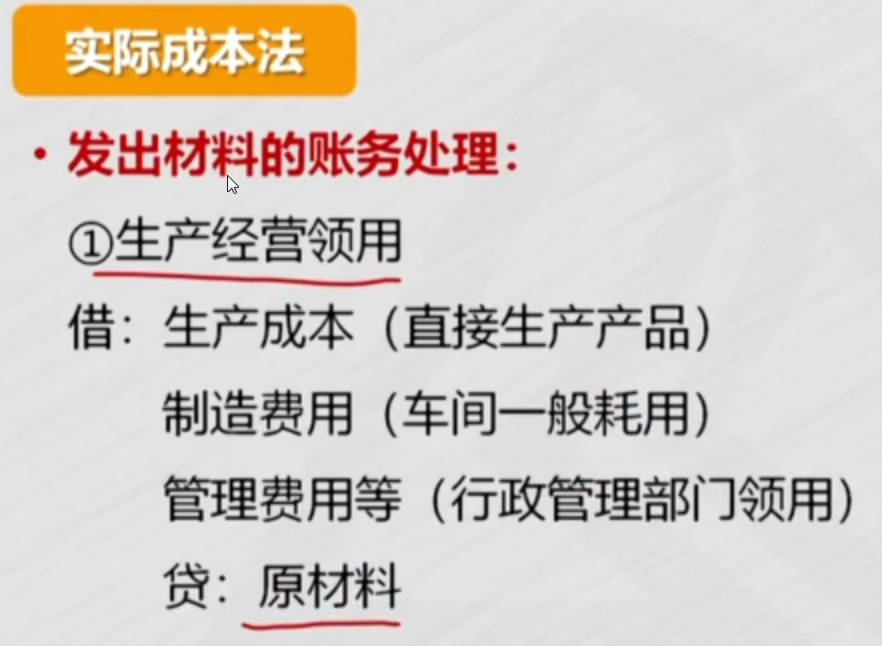 实际成本法
• 发出材料的账务处理：
①生产经营领用
借：生产成本（直接生产产品）
制造费用（车间一般耗用）
管理费用等（行政管理部门领用）
贷：原材料